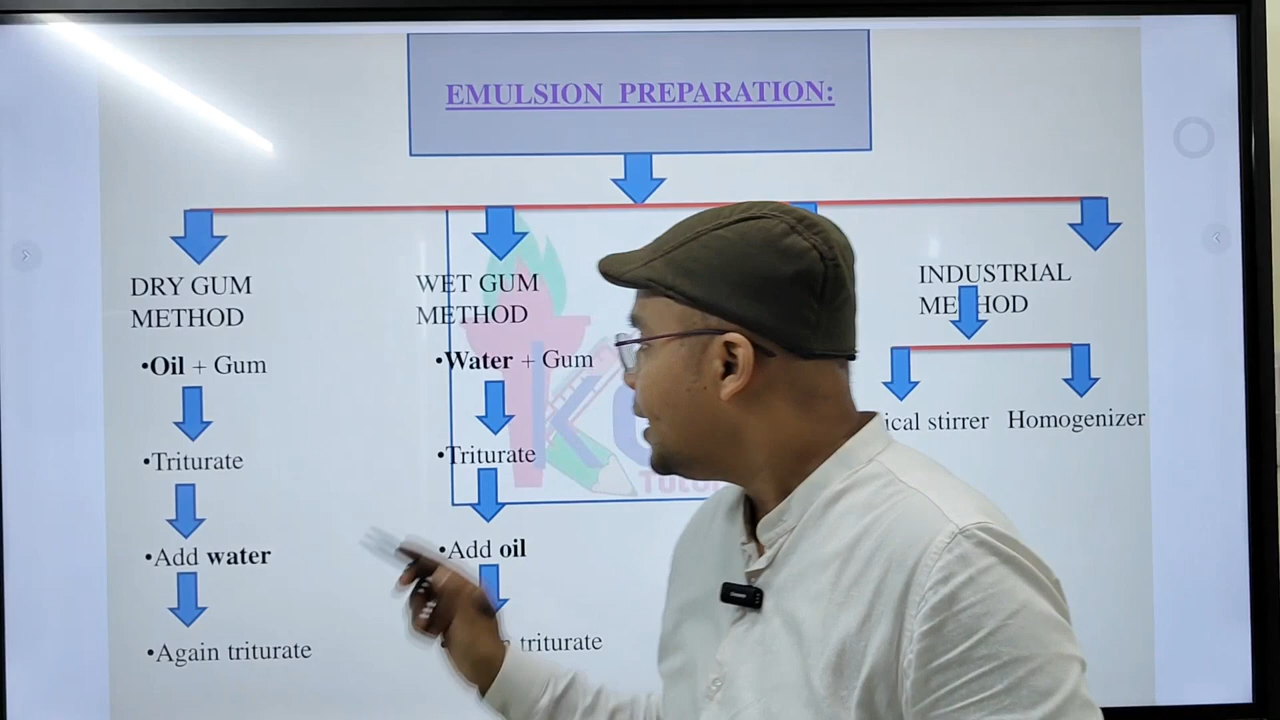 EMULSION PREPARATION:
DRY GUM
METHOD
•Oil + Gum
•Triturate
•Add water
•Again triturate
WET GUM
METHOD
•Water + Gum
•Triturate
•Add oil
triturate
INDUSTRIAL
METHOD
stirrer Homogenizer